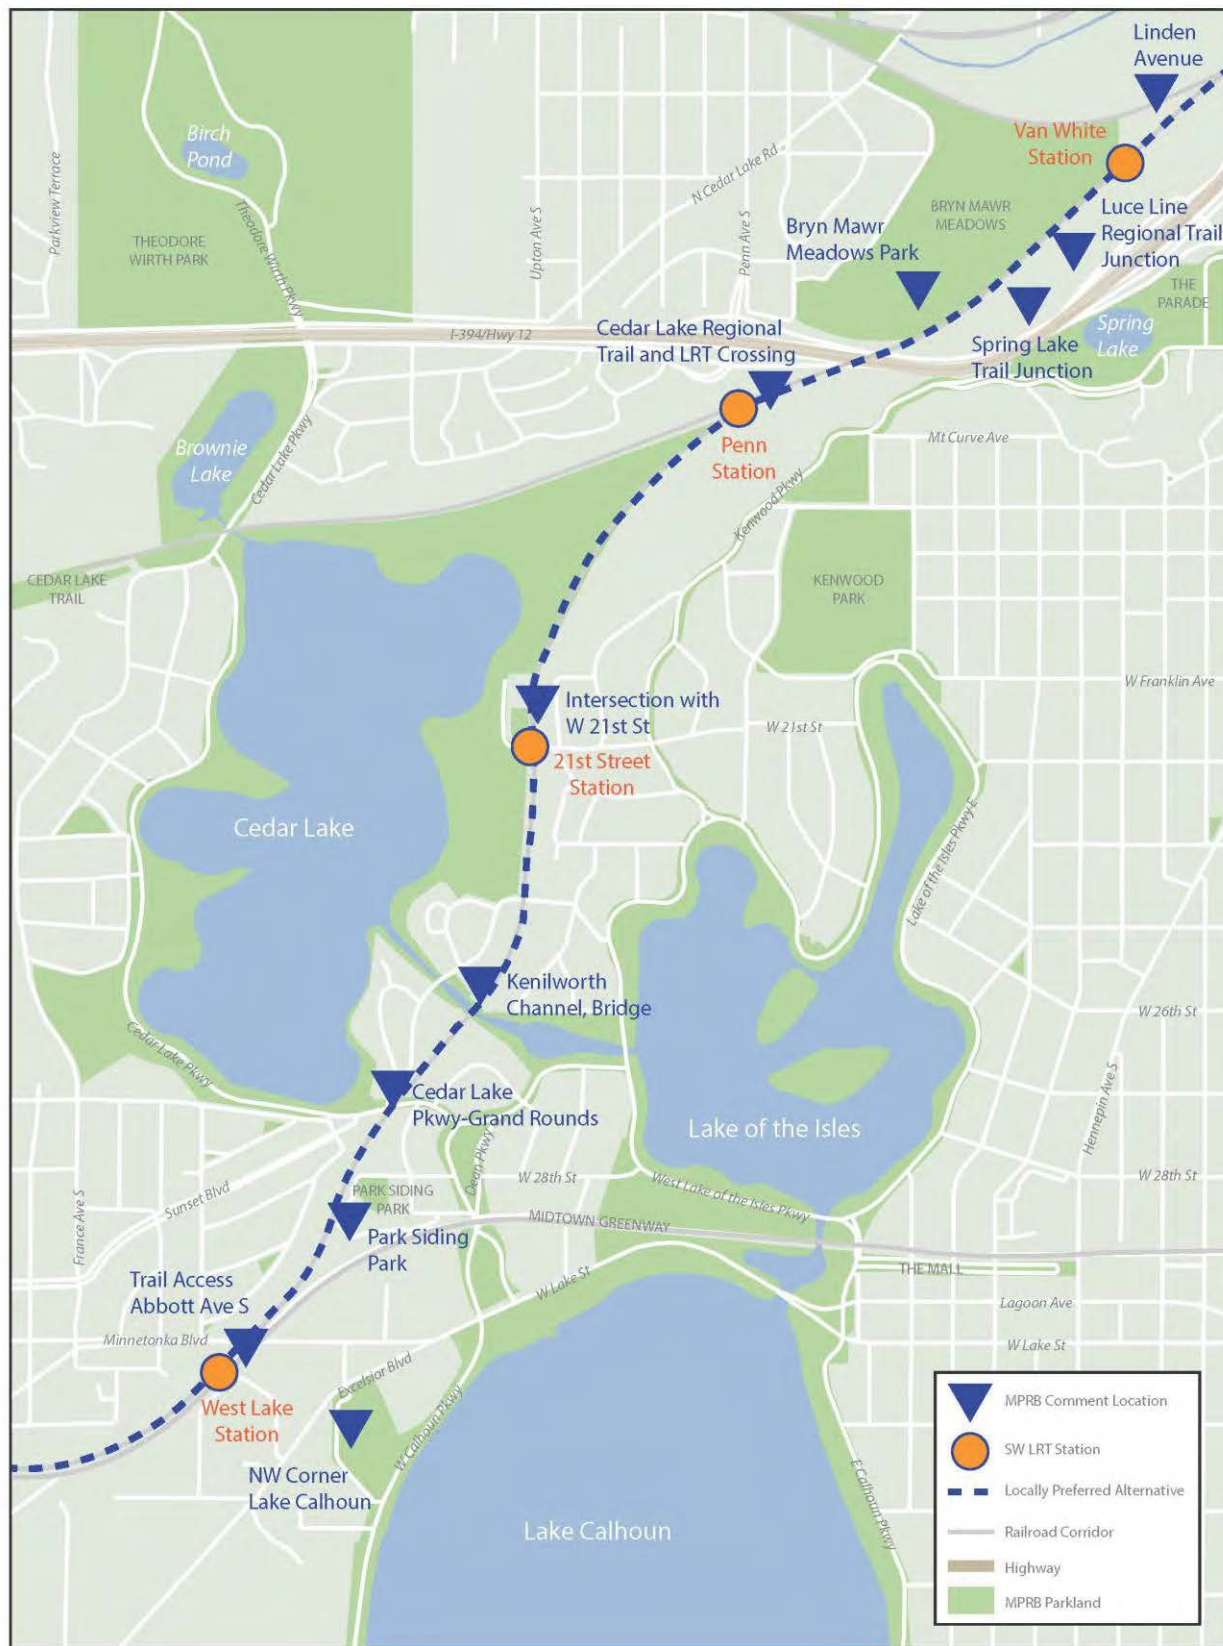 Linden
Avenue
Birch
Pond
Van White
Station
N Cedar Lake Rd
Parkview Terrace
Upton Ave S
Penn Ave S
Theodore Wirth Pkwy
THEODORE
WIRTH PARK
BRYN MAWR
MEADOWS
Luce Line
Regional Trail
Junction
Bryn Mawr
Meadows Park
THE
PARADE
I-394/Hwy 12
Cedar Lake Regional
Trail and LRT Crossing
Spring
Lake
Spring Lake
Trail Junction
Brownie
Lake
Cedar Lake Pkwy
Penn
Station
Mt Curve Ave
Kenwood Pkwy
CEDAR LAKE
TRAIL
KENWOOD
PARK
W Franklin Ave
Intersection with
W 21st St
W 21st St
21st Street
Station
Cedar Lake
Lake of the Isles Pkwy E
Kenilworth
Channel, Bridge
W 26th St
Cedar Lake Pkwy
Cedar Lake
Pkwy-Grand Rounds
Hennepin Ave S
Lake of the Isles
Dean Pkwy
W 28th St
W 28th St
West Lake of the Isles Pkwy
France Ave S
Sunset Blvd
PARK SIDING
PARK
MIDTOWN GREENWAY
Park Siding
Park
Trail Access
Abbott Ave S
W Lake St
THE MALL
Lagoon Ave
Minnetonka Blvd
W Lake St
Excelsior Blvd
West Lake
Station
W Calhoun Pkwy
NW Corner
Lake Calhoun
Lake Calhoun
E Calhoun Pkwy
MPRB Comment Location
SW LRT Station
Locally Preferred Alternative
Railroad Corridor
Highway
MPRB Parkland